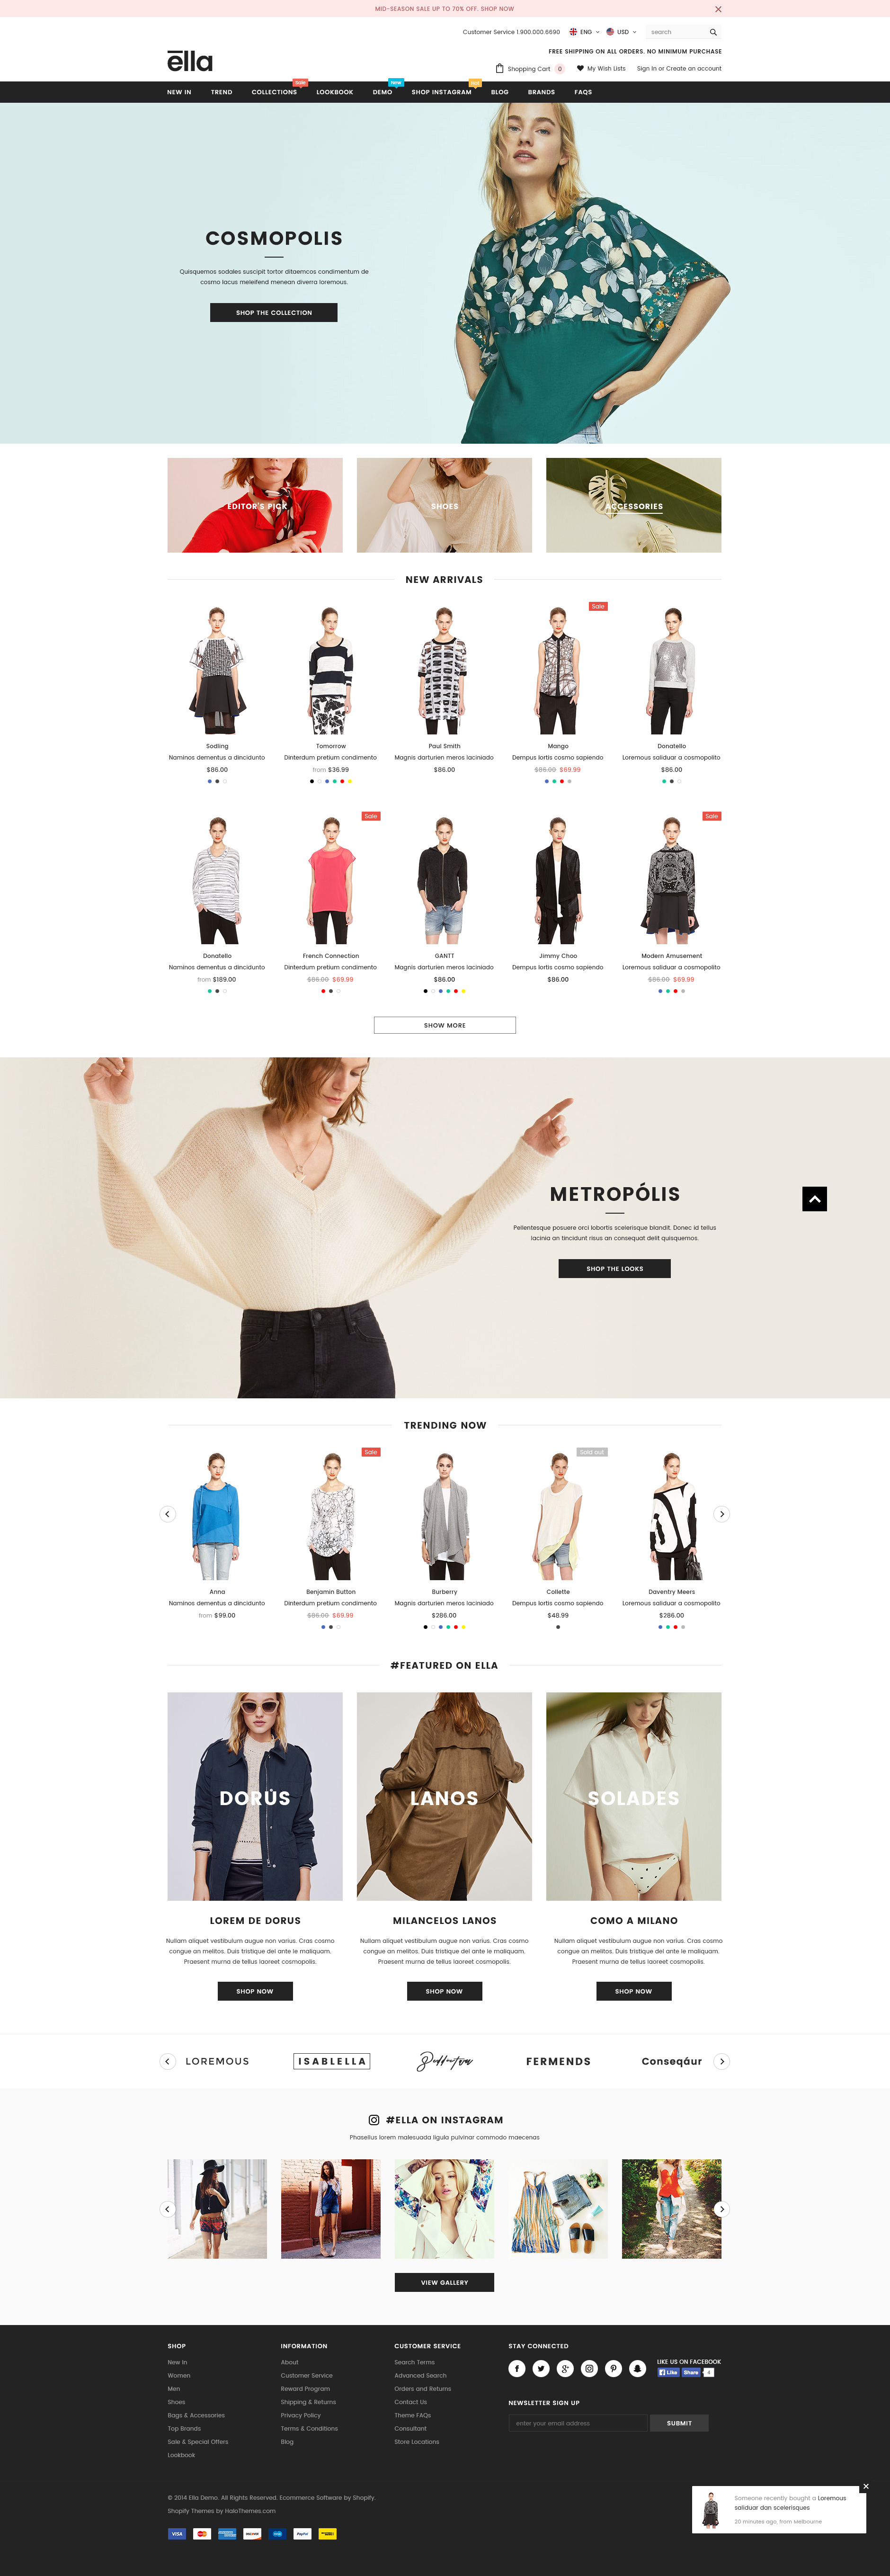 MID-SEASON SALE UP TO 70% OFF. SHOP NOW
Customer Service 1.900.000.6690 ENG USD search
FREE SHIPPING ON ALL ORDERS. NO MINIMUM PURCHASE
ella
Shopping Cart 0 My Wish Lists Sign In or Create an account
Sale New
NEW IN TREND COLLECTIONS LOOKBOOK DEMO SHOP INSTAGRAM BLOG BRANDS FAQS
COSMOPOLIS
Quisquemos sodales suscipit tortor ditaemcos condimentum de
cosmo lacus meleifend menean diverra loremous.
SHOP THE COLLECTION
EDITOR'S PICK SHOES ACCESSORIES
NEW ARRIVALS
Sale
Sadling Tomorrow Paul Smith Mango Donatello
Naminos dementus a dincidunto Dinterdum pretium condimento Magnis darturien meros laciniado Dempus lortis cosmo sapiendo Loremous saliduar a cosmopolito
$86.00 from $36.99 $86.00 $86.00 $69.99 $86.00
Sale Sale
Donatello French Connection GANTT Jimmy Choo Modern Amusement
Naminos dementus a dincidunto Dinterdum pretium condimento Magnis darturien meros laciniado Dempus lortis cosmo sapiendo Loremous saliduar a cosmopolito
from $189.00 $86.00 $69.99 $86.00 $86.00 $86.00 $69.99
SHOW MORE
METROPÓLIS
Pellentesque posuere orci lobortis scelerisque blandit. Donec id tellus
lacinia an tincidunt risus an consequat delit quisquemos.
SHOP THE LOOKS
TRENDING NOW
Sale Sold out
Anna Benjamin Button Burberry Collette Daventry Meers
Naminos dementus a dincidunto Dinterdum pretium condimento Magnis darturien meros laciniado Dempus lortis cosmo sapiendo Loremous saliduar a cosmopolito
from $99.00 $86.00 $69.99 $286.00 $48.99 $286.00
#FEATURED ON ELLA
DORUS LANOS SOLADES
LOREM DE DORUS MILANCELOS LANOS COMO A MILANO
Nullam aliquet vestibulum augue non varius. Cras cosmo Nullam aliquet vestibulum augue non varius. Cras cosmo Nullam aliquet vestibulum augue non varius. Cras cosmo
congue an melitos. Duis tristique del ante le maliquam. congue an melitos. Duis tristique del ante le maliquam. congue an melitos. Duis tristique del ante le maliquam.
Praesent murna de tellus laoreet cosmopolis. Praesent murna de tellus laoreet cosmopolis. Praesent murna de tellus laoreet cosmopolis.
SHOP NOW SHOP NOW SHOP NOW
LOREMOUS ISABLELLA FERMENDS Conseqáur
#ELLA ON INSTAGRAM
Phasellus lorem malesuada ligula pulvinar commodo maecenas
VIEW GALLERY
SHOP INFORMATION CUSTOMER SERVICE STAY CONNECTED
New In About Search Terms LIKE US ON FACEBOOK
Women Customer Service Advanced Search Like Share
Men Reward Program Orders and Returns
Shoes Shipping & Returns Contact Us NEWSLETTER SIGN UP
Bags & Accessories Privacy Policy Theme FAQs
Top Brands Terms & Conditions Consultant enter your email address SUBMIT
Sale & Special Offers Blog Store Locations
Lookbook
© 2014 Ella Demo. All Rights Reserved. Ecommerce Software by Shopify.
Shopify Themes by HaloThemes.com
Someone recently bought a Loremous
saliduar dan scelerisques
20 minutes ago, from Melbourne
VISA PayPal